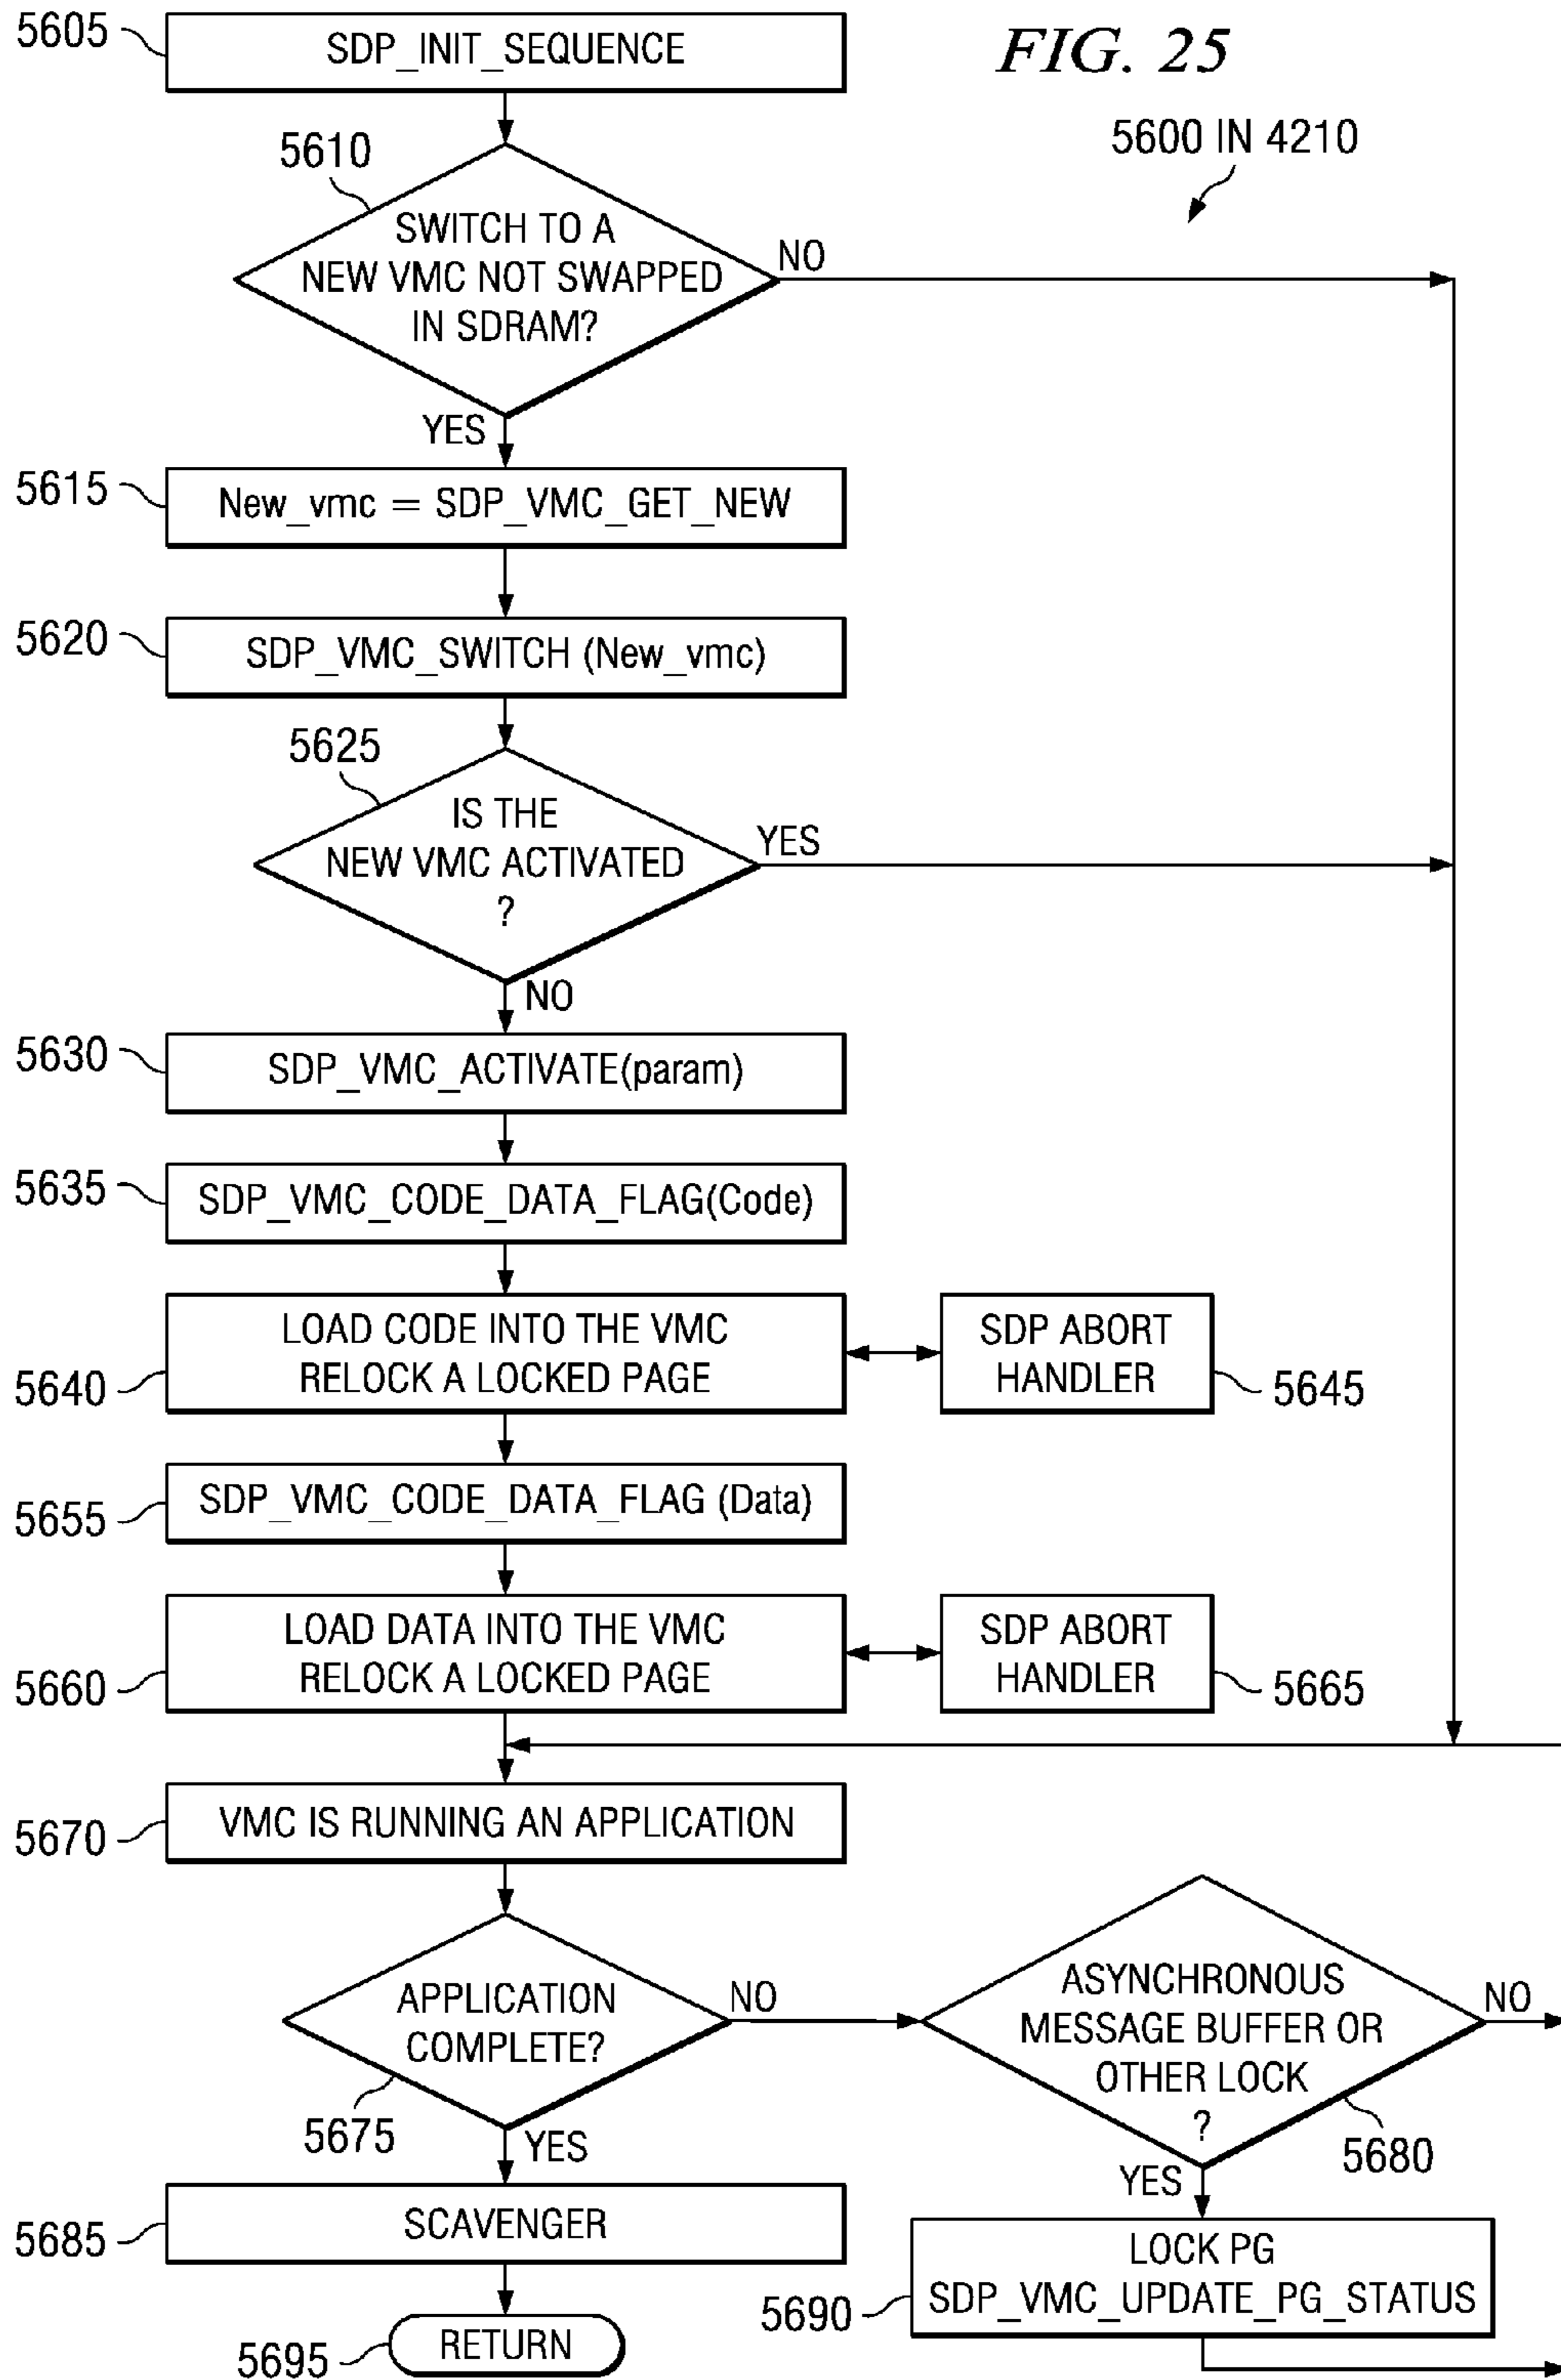 5605
SDP_INIT_SEQUENCE
FIG. 25
5600 IN 4210
5610
SWITCH TO A
NEW VMC NOT SWAPPED
IN SDRAM?
NO
YES
5615
New_vmc = SDP_VMC_GET_NEW
5620
SDP_VMC_SWITCH (New_vmc)
5625
IS THE
NEW VMC ACTIVATED
?
YES
NO
5630
SDP_VMC_ACTIVATE(param)
5635
SDP_VMC_CODE_DATA_FLAG(Code)
5640
LOAD CODE INTO THE VMC
RELOCK A LOCKED PAGE
SDP ABORT
HANDLER
5645
5655
SDP_VMC_CODE_DATA_FLAG (Data)
5660
LOAD DATA INTO THE VMC
RELOCK A LOCKED PAGE
SDP ABORT
HANDLER
5665
5670
VMC IS RUNNING AN APPLICATION
APPLICATION
COMPLETE?
5675
NO
YES
ASYNCHRONOUS
MESSAGE BUFFER OR
OTHER LOCK
?
5680
NO
YES
5685
SCAVENGER
5690
LOCK PG
SDP_VMC_UPDATE_PG_STATUS
5695
RETURN